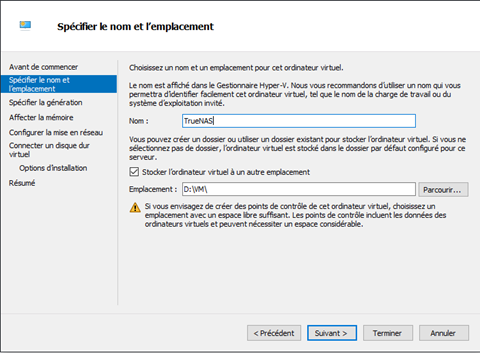 Spécifier le nom et l'emplacement
Avant de commencer
Spécifier le nom et
l'emplacement
Spécifier la génération
Affecter la mémoire
Configurer la mise en réseau
Connecter un disque dur
virtuel
Options d'installation
Résumé
Choisissez un nom et un emplacement pour cet ordinateur virtuel.
Le nom est affiché dans le Gestionnaire Hyper-V. Nous vous recommandons d'utiliser un nom qui vous
permettra d'identifier facilement cet ordinateur virtuel, tel que le nom de la charge de travail ou du
système d'exploitation invité.
Nom : TrueNAS
Vous pouvez créer un dossier ou utiliser un dossier existant pour stocker l'ordinateur virtuel. Si vous ne
sélectionnez pas de dossier, l'ordinateur virtuel est stocké dans le dossier par défaut configuré pour ce
serveur.
Stocker l'ordinateur virtuel à un autre emplacement
Emplacement : D:\VM\ Parcourir...
Si vous envisagez de créer des points de contrôle de cet ordinateur virtuel, choisissez un
emplacement avec un espace libre suffisant. Les points de contrôle incluent les données des
ordinateurs virtuels et peuvent nécessiter un espace considérable.
< Précédent Suivant > Terminer Annuler